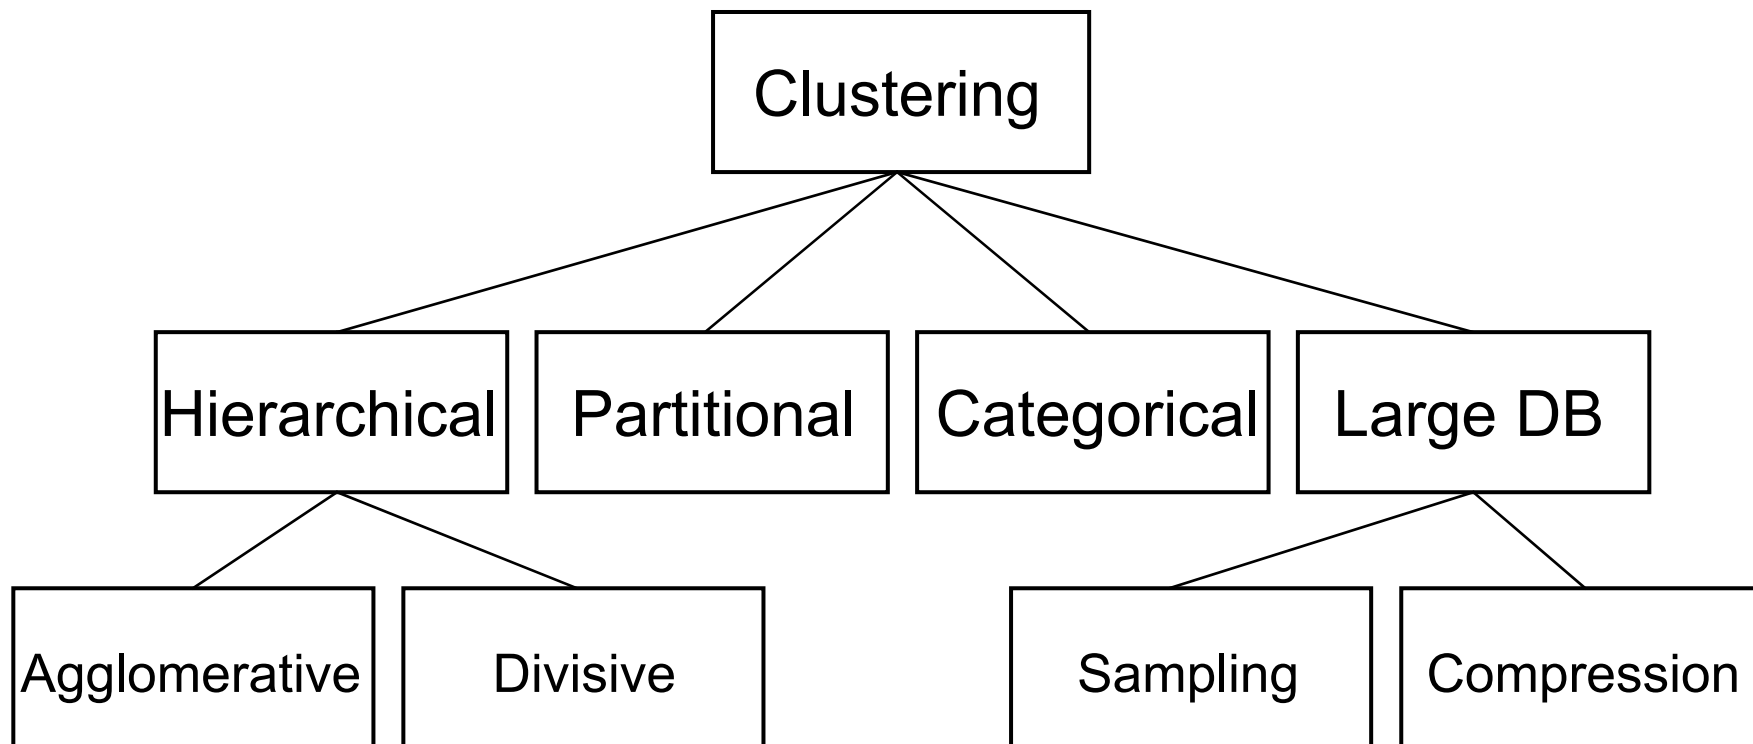 Clustering
Hierarchical
Partitional
Categorical
Large DB
Agglomerative
Divisive
Sampling
Compression